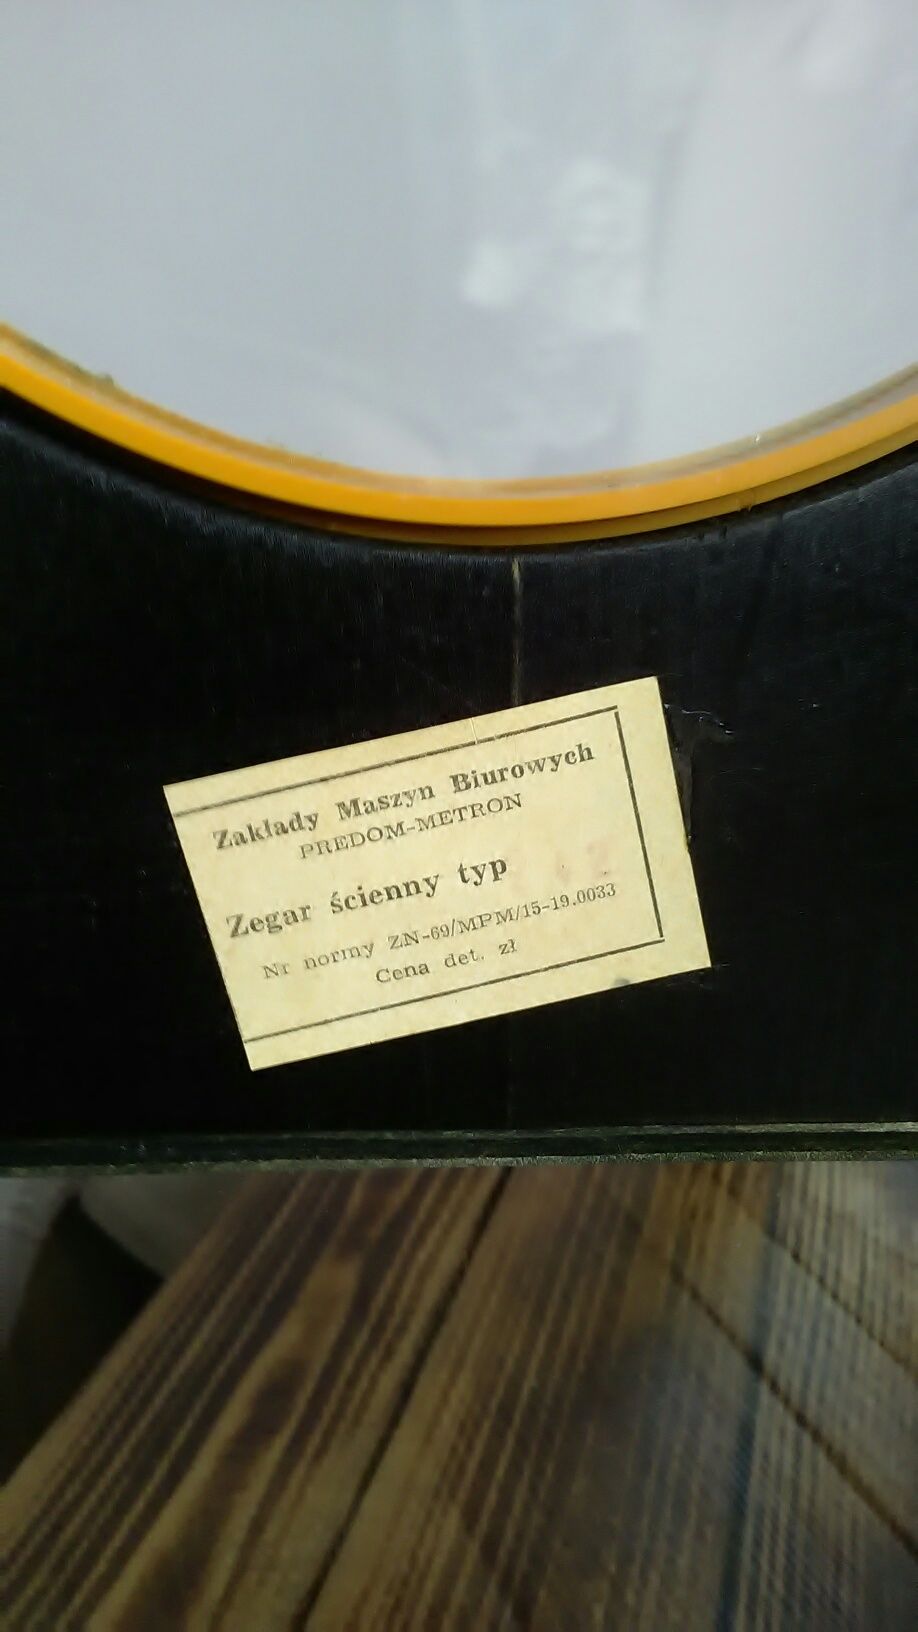 Zakłady Maszyn Biurowych
PREDOM-METRON
Zegar ścienny typ
Nr normy ZN-69/MPM/15-19.0033
Cena det. zł